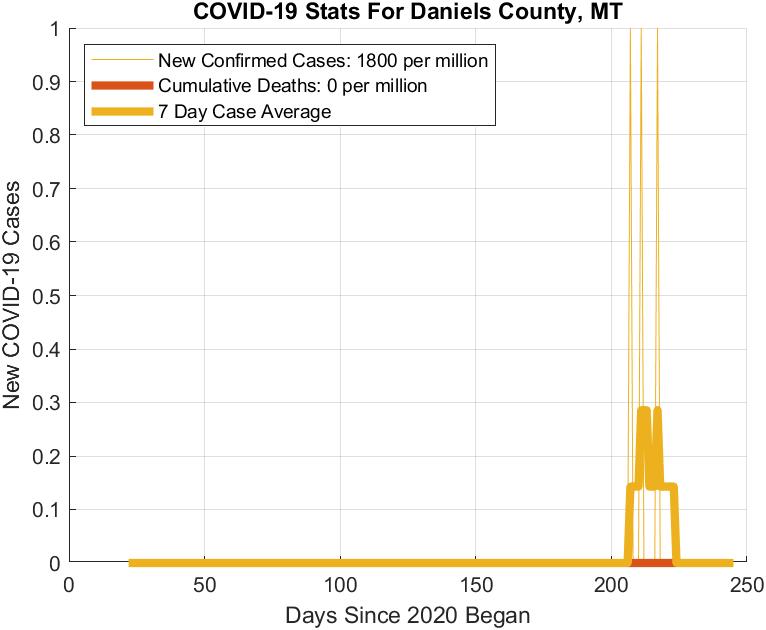 COVID-19 Stats For Daniels County, MT
New Confirmed Cases: 1800 per million
Cumulative Deaths: 0 per million
7 Day Case Average
New COVID-19 Cases
1
0.9
0.8
0.7
0.6
0.5
0.4
0.3
0.2
0.1
0
0 50 100 150 200 250
Days Since 2020 Began